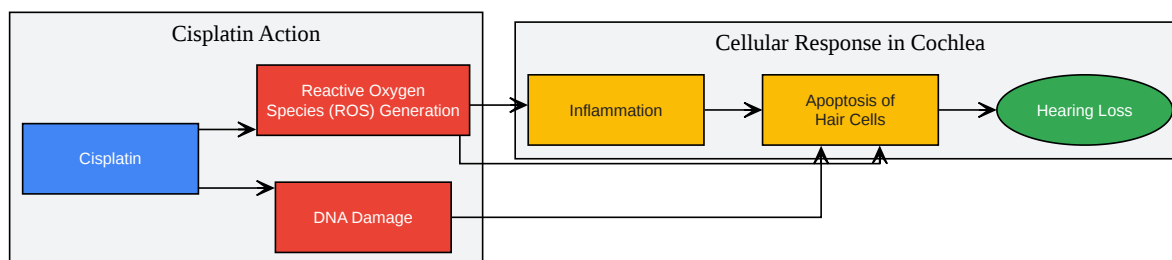 Cisplatin Action
Cellular Response in Cochlea
Reactive Oxygen
Species (ROS) Generation
Inflammation
Apoptosis of
Hair Cells
Hearing Loss
Cisplatin
DNA Damage